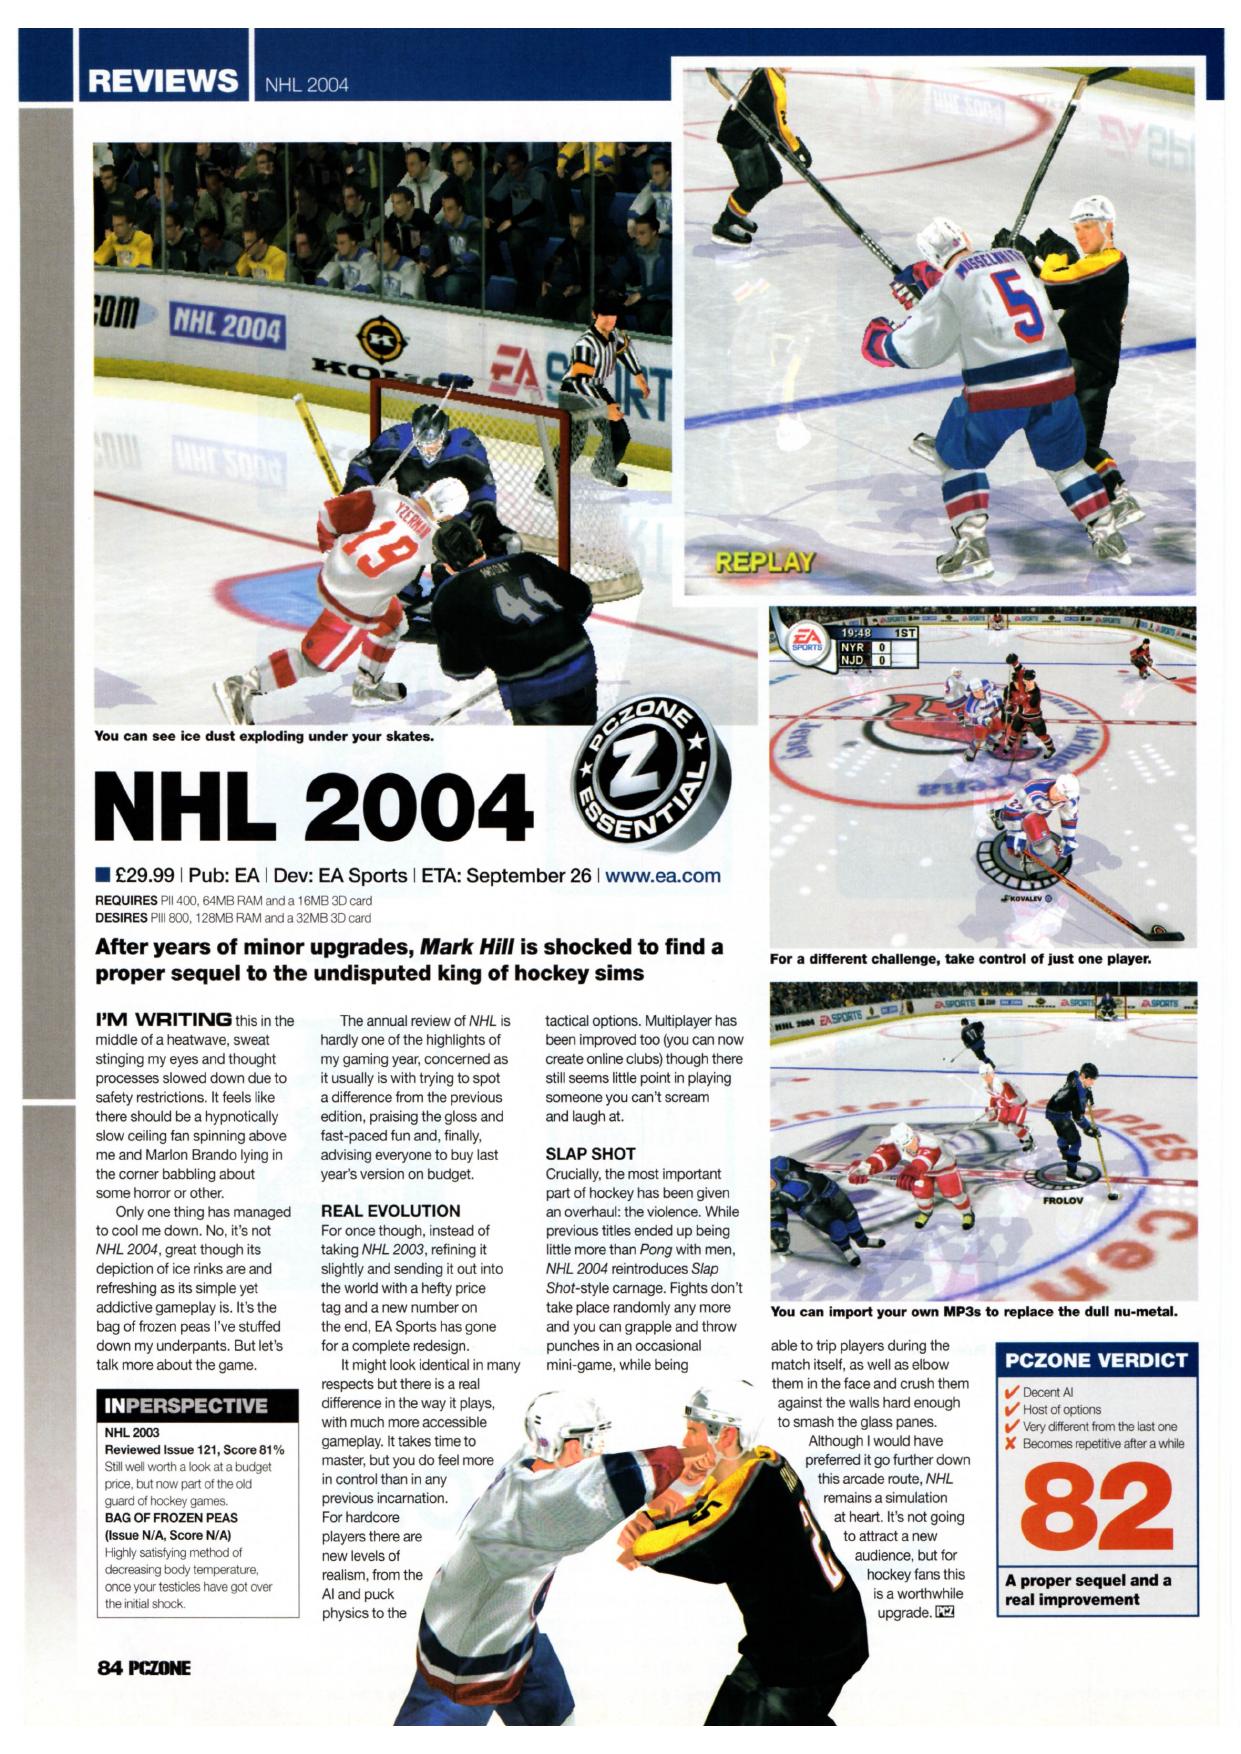 REVIEWS
NHL 2004
.com
NHL 2004
K
EA SPORT
YZERMAN
19
44
NHL 2004
5
REPLAY
You can see ice dust exploding under your skates.
PCZONE
Z
ESSENTIAL
EA
SPORTS
19:48 1ST
NYR 0
NJD 0
KOVALEV
For a different challenge, take control of just one player.
NHL 2004
■ £29.99 | Pub: EA | Dev: EA Sports | ETA: September 26 | www.ea.com
REQUIRES PII 400, 64MB RAM and a 16MB 3D card
DESIRES PIII 800, 128MB RAM and a 32MB 3D card
After years of minor upgrades, Mark Hill is shocked to find a
proper sequel to the undisputed king of hockey sims
I'M WRITING this in the
middle of a heatwave, sweat
stinging my eyes and thought
processes slowed down due to
safety restrictions. It feels like
there should be a hypnotically
slow ceiling fan spinning above
me and Marlon Brando lying in
the corner babbling about
some horror or other.
Only one thing has managed
to cool me down. No, it's not
NHL 2004, great though its
depiction of ice rinks are and
refreshing as its simple yet
addictive gameplay is. It's the
bag of frozen peas I've stuffed
down my underpants. But let's
talk more about the game.
INPERSPECTIVE
NHL 2003
Reviewed Issue 121, Score 81%
Still well worth a look at a budget
price, but now part of the old
guard of hockey games.
BAG OF FROZEN PEAS
(Issue N/A, Score N/A)
Highly satisfying method of
decreasing body temperature,
once your testicles have got over
the initial shock.
The annual review of NHL is
hardly one of the highlights of
my gaming year, concerned as
it usually is with trying to spot
a difference from the previous
edition, praising the gloss and
fast-paced fun and, finally,
advising everyone to buy last
year's version on budget.
REAL EVOLUTION
For once though, instead of
taking NHL 2003, refining it
slightly and sending it out into
the world with a hefty price
tag and a new number on
the end, EA Sports has gone
for a complete redesign.
It might look identical in many
respects but there is a real
difference in the way it plays,
with much more accessible
gameplay. It takes time to
master, but you do feel more
in control than in any
previous incarnation.
For hardcore
players there are
new levels of
realism, from the
AI and puck
physics to the
tactical options. Multiplayer has
been improved too (you can now
create online clubs) though there
still seems little point in playing
someone you can't scream
and laugh at.
SLAP SHOT
Crucially, the most important
part of hockey has been given
an overhaul: the violence. While
previous titles ended up being
little more than Pong with men,
NHL 2004 reintroduces Slap
Shot-style carnage. Fights don't
take place randomly any more
and you can grapple and throw
punches in an occasional
mini-game, while being
NHL 2004
EA SPORTS
EA SPORTS
EA SPORTS
EA SPORTS
FROLOV
You can import your own MP3s to replace the dull nu-metal.
able to trip players during the
match itself, as well as elbow
them in the face and crush them
against the walls hard enough
to smash the glass panes.
Although I would have
preferred it go further down
this arcade route, NHL
remains a simulation
at heart. It's not going
to attract a new
audience, but for
hockey fans this
is a worthwhile
upgrade. PCZ
PCZONE VERDICT
✔ Decent AI
✔ Host of options
✔ Very different from the last one
✘ Becomes repetitive after a while
82
A proper sequel and a
real improvement
84 PCZONE